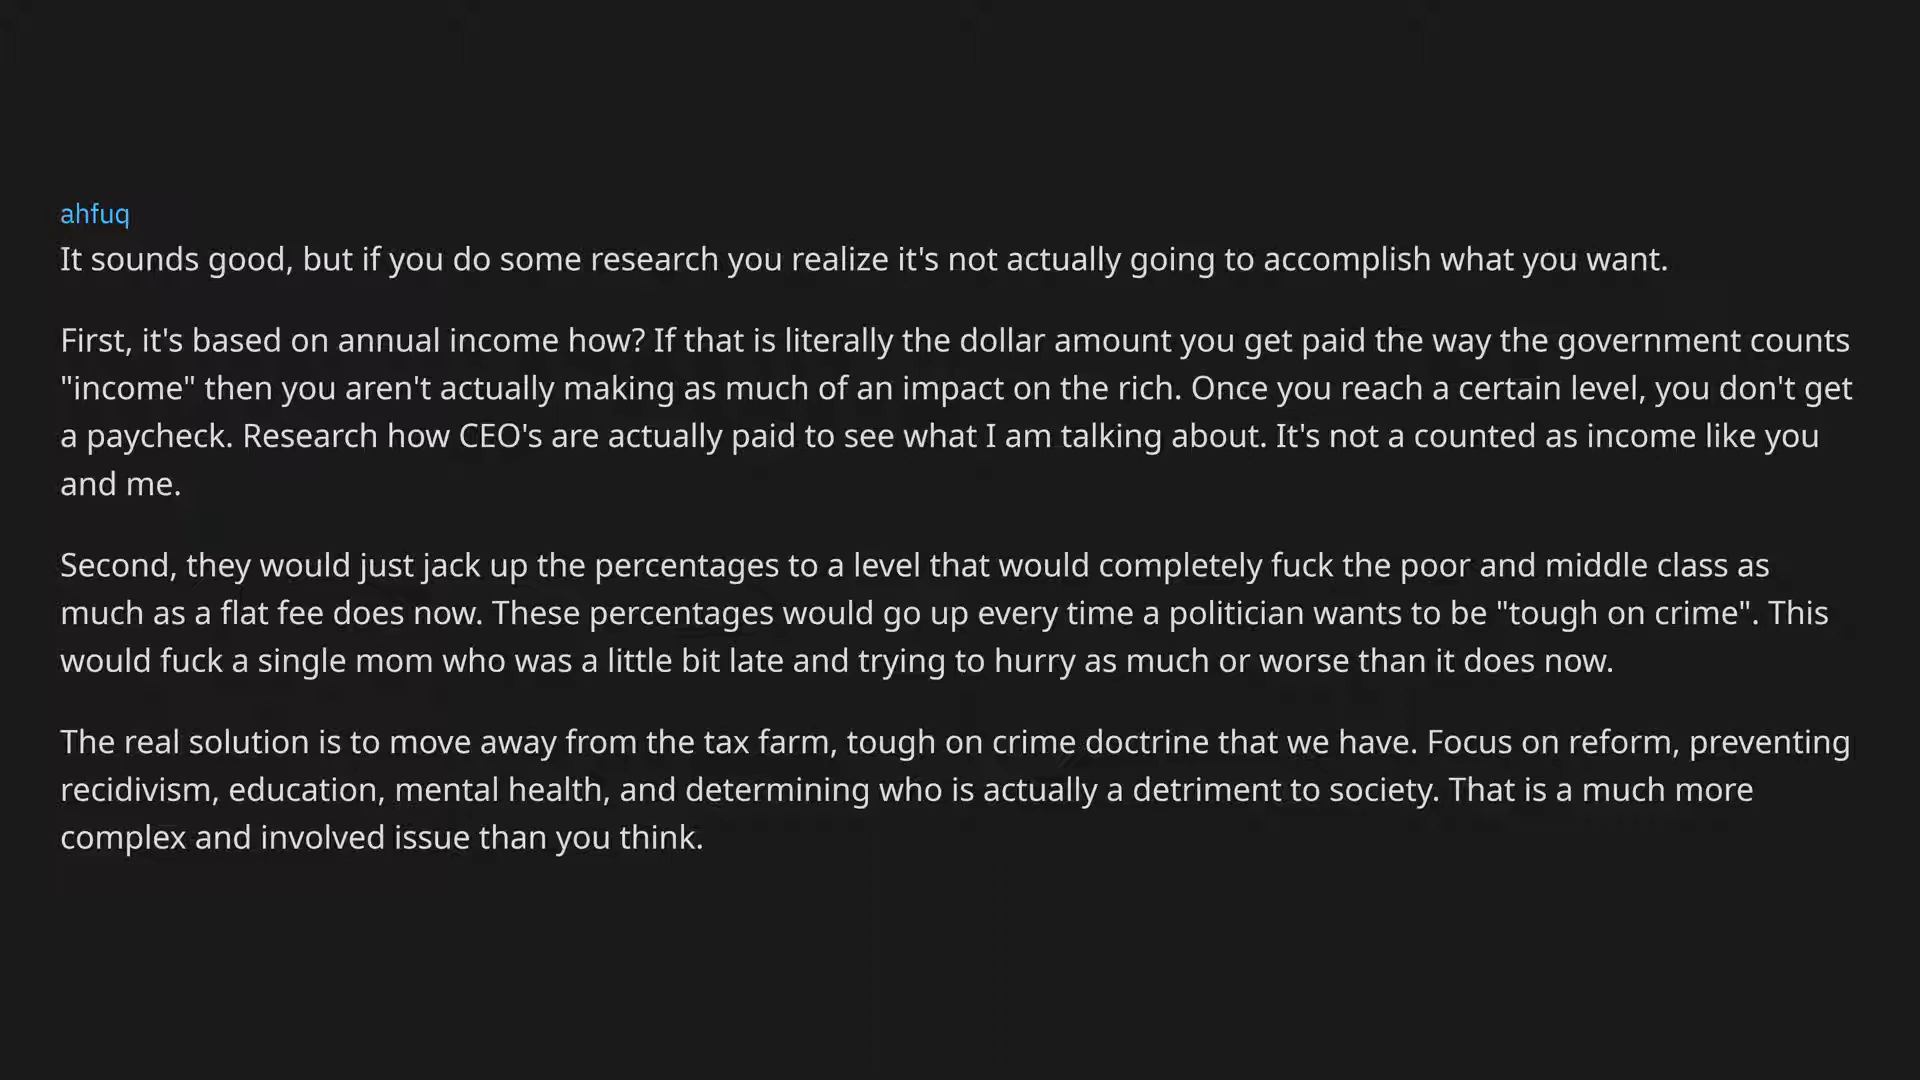 ahfuq
It sounds good, but if you do some research you realize it's not actually going to accomplish what you want.
First, it's based on annual income how? If that is literally the dollar amount you get paid the way the government counts
"income" then you aren't actually making as much of an impact on the rich. Once you reach a certain level, you don't get
a paycheck. Research how CEO's are actually paid to see what I am talking about. It's not a counted as income like you
and me.
Second, they would just jack up the percentages to a level that would completely fuck the poor and middle class as
much as a flat fee does now. These percentages would go up every time a politician wants to be "tough on crime". This
would fuck a single mom who was a little bit late and trying to hurry as much or worse than it does now.
The real solution is to move away from the tax farm, tough on crime doctrine that we have. Focus on reform, preventing
recidivism, education, mental health, and determining who is actually a detriment to society. That is a much more
complex and involved issue than you think.